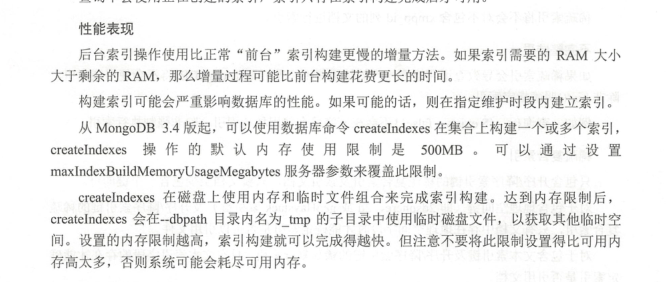 性能表现
后台索引操作使用比正常“前台”索引构建更慢的增量方法。如果索引需要的 RAM 大小
大于剩余的RAM，那么增量过程可能比前台构建花费更长的时间。
构建索引可能会严重影响数据库的性能。如果可能的话，则在指定维护时段内建立索引。
从 MongoDB 3.4 版起，可以使用数据库命令 createIndexes 在集合上构建一个或多个索引，
createIndexes 操作的默认内存使用限制是 500MB。可以通过设置
maxIndexBuildMemoryUsageMegabytes 服务器参数来覆盖此限制。
createIndexes 在磁盘上使用内存和临时文件组合来完成索引构建。达到内存限制后，
createIndexes 会在--dbpath 目录内名为_tmp 的子目录中使用临时磁盘文件，以获取其他临时空
间。设置的内存限制越高，索引构建就可以完成得越快。但注意不要将此限制设置得比可用内
存高太多，否则系统可能会耗尽可用内存。